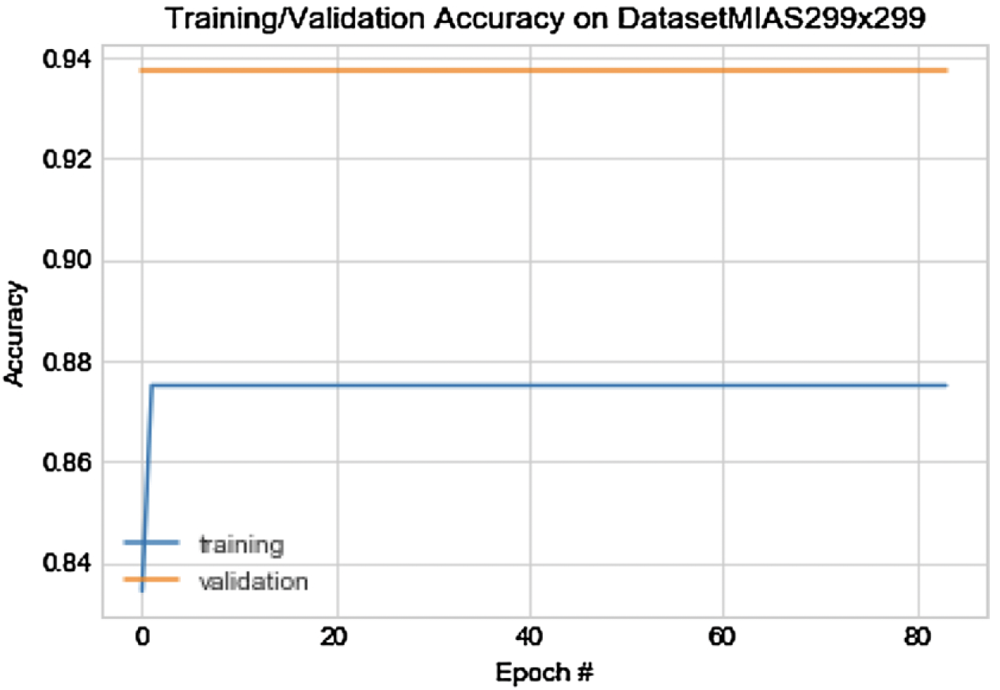 Training/Validation Accuracy on DatasetMIAS299x299
0.94
0.92
0.90
0.88
0.86
0.84
Accuracy
training
validation
0 20 40 60 80
Epoch #